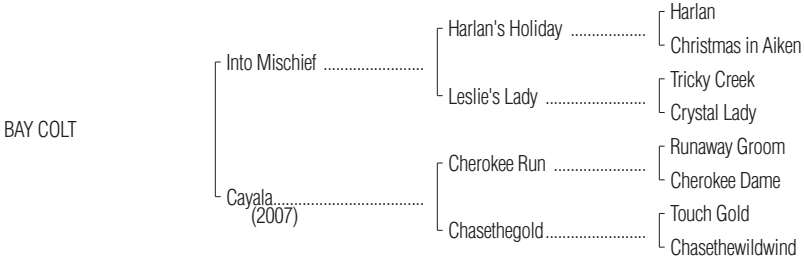 Harlan
Harlan's Holiday ..................
Christmas in Aiken
Into Mischief ........................
Tricky Creek
Leslie's Lady ........................
Crystal Lady
BAY COLT
Runaway Groom
Cherokee Run ......................
Cherokee Dame
Cayala....................................
(2007)
Touch Gold
Chasethegold........................
Chasethewildwind